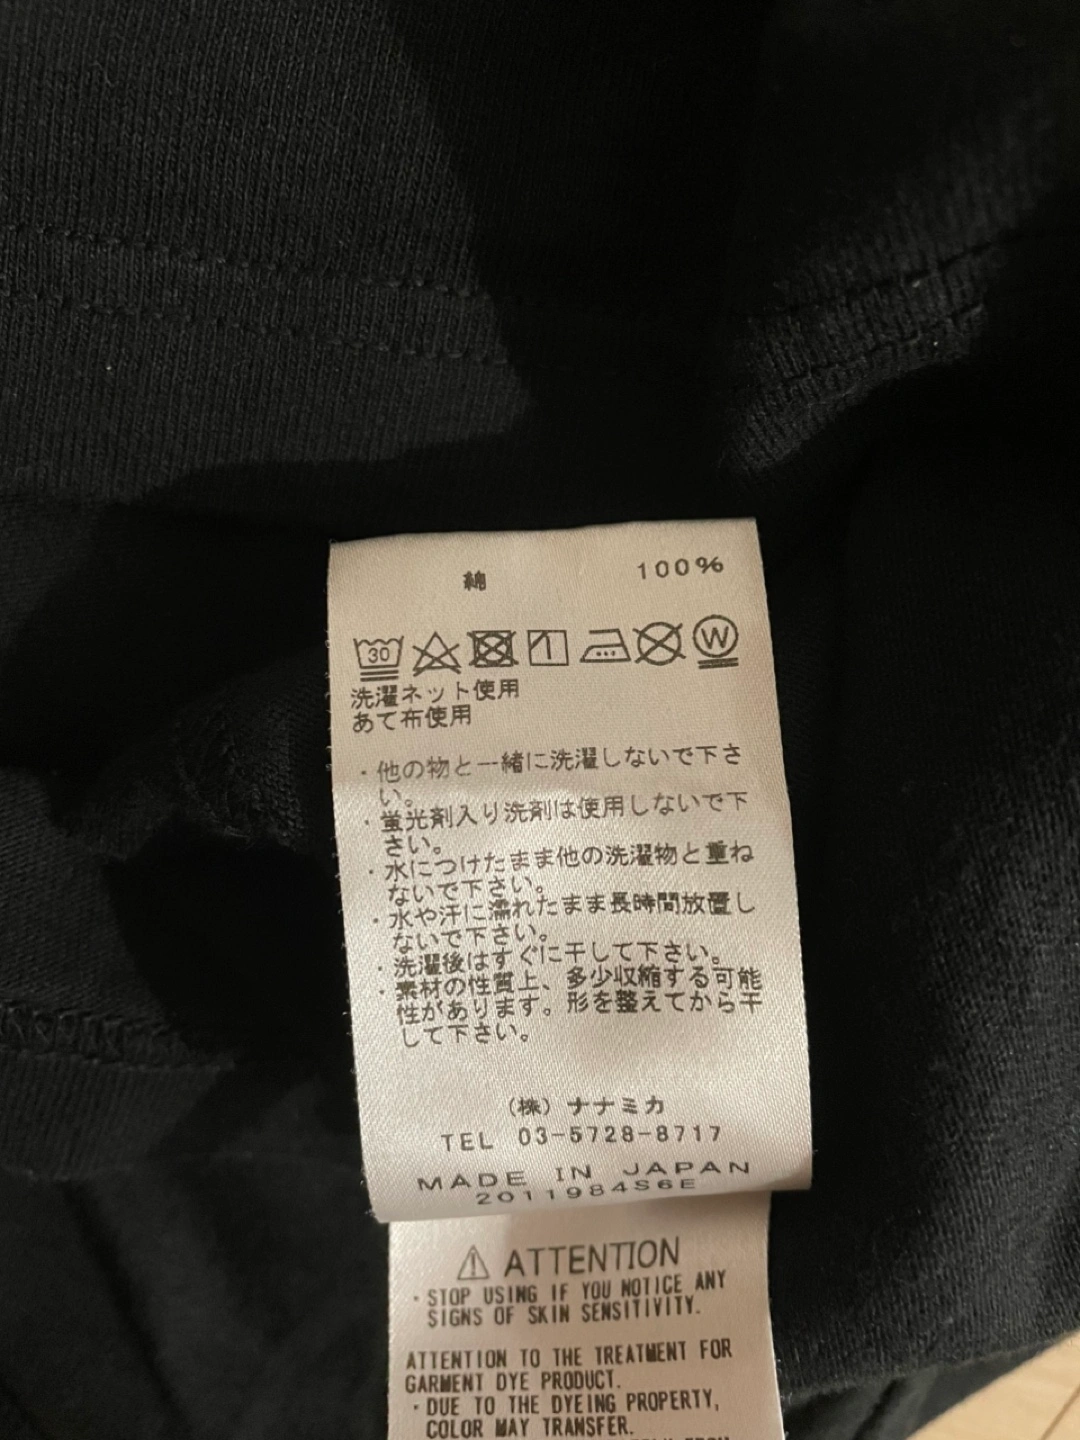 綿 100%
30 W
洗濯ネット使用
あて布使用
・他の物と一緒に洗濯しないで下さ
い。
・蛍光剤入り洗剤は使用しないで下
さい。
・水につけたまま他の洗濯物と重ね
ないで下さい。
・水や汗に濡れたまま長時間放置し
ないで下さい。
・洗濯後はすぐに干して下さい。
・素材の性質上、多少収縮する可能
性があります。形を整えてから干
して下さい。
(株) ナナミカ
TEL 03-5728-8717
MADE IN JAPAN
2011984S6E
⚠ ATTENTION
・STOP USING IF YOU NOTICE ANY
SIGNS OF SKIN SENSITIVITY.
ATTENTION TO THE TREATMENT FOR
GARMENT DYE PRODUCT.
・DUE TO THE DYEING PROPERTY,
COLOR MAY TRANSFER.